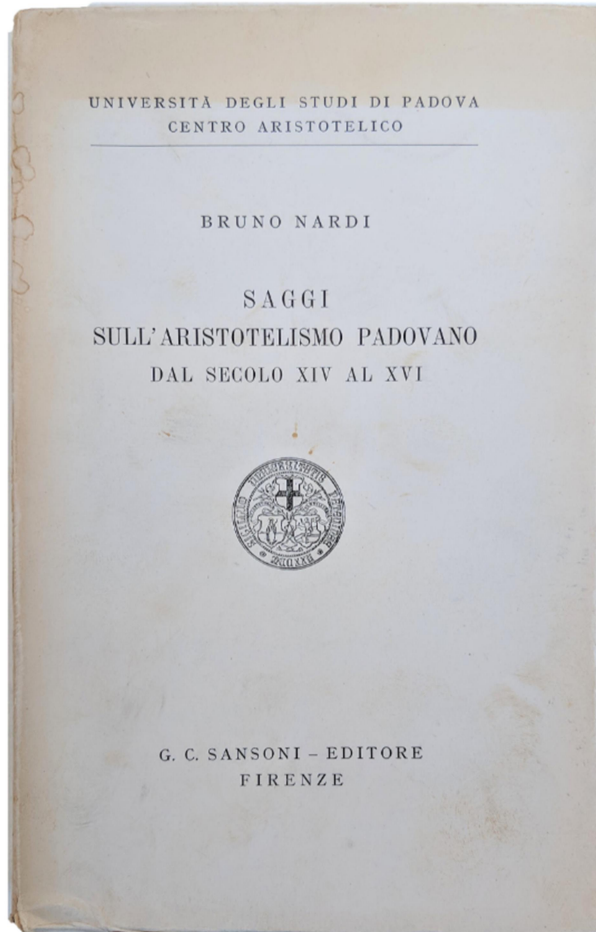 UNIVERSITÀ DEGLI STUDI DI PADOVA
CENTRO ARISTOTELICO
BRUNO NARDI
SAGGI
SULL'ARISTOTELISMO PADOVANO
DAL SECOLO XIV AL XVI
G. C. SANSONI – EDITORE
FIRENZE